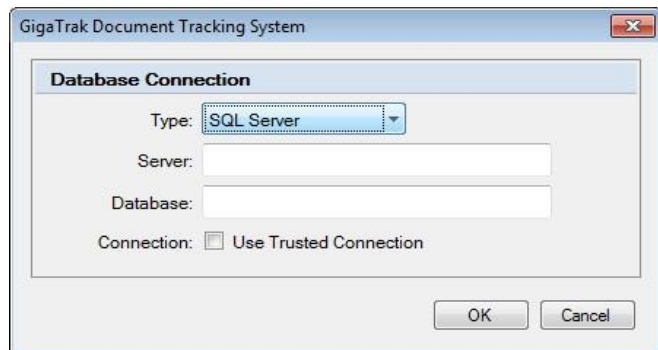 GigaTrak Document Tracking System
Database Connection
Type: SQL Server
Server:
Database:
Connection: Use Trusted Connection
OK Cancel